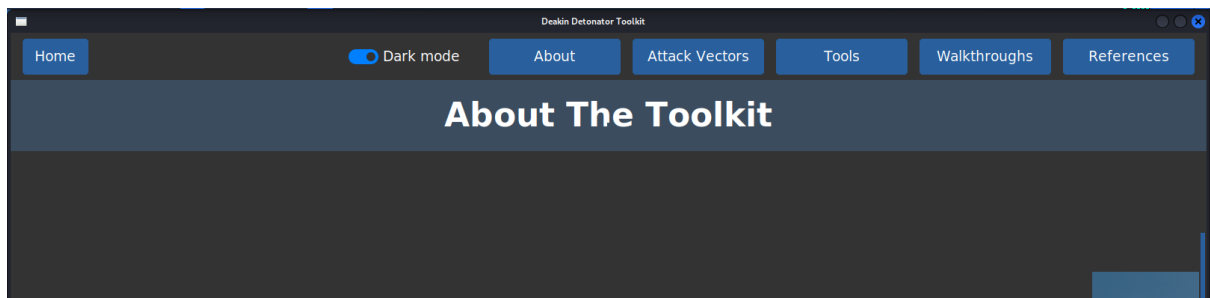 Deakin Detonator Toolkit
Home Dark mode About Attack Vectors Tools Walkthroughs References
About The Toolkit